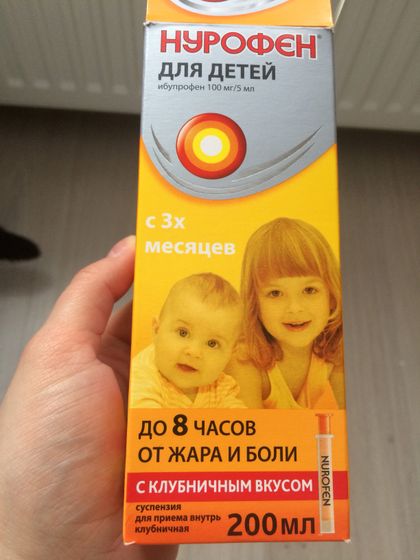 НУРОФЕН®
ДЛЯ ДЕТЕЙ
ибупрофен 100 мг/5 мл
с 3х
месяцев
ДО 8 ЧАСОВ
ОТ ЖАРА И БОЛИ
С КЛУБНИЧНЫМ ВКУСОМ
суспензия
для приема внутрь
клубничная
200 мл
NUROFEN